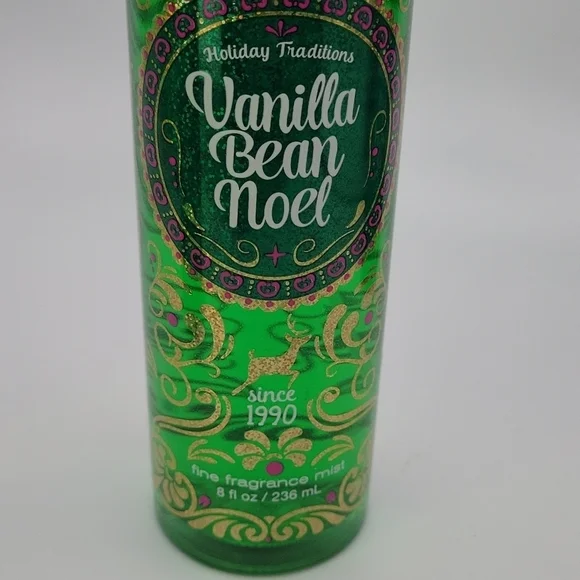 Holiday Traditions
Vanilla
Bean
Noel
since
1990
fine fragrance mist
8 fl oz / 236 mL